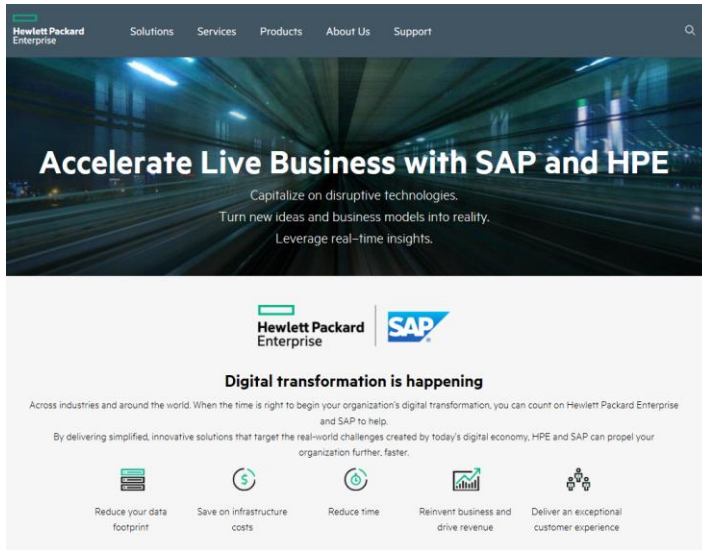 Hewlett Packard
Enterprise
Solutions Services Products About Us Support
Accelerate Live Business with SAP and HPE
Capitalize on disruptive technologies.
Turn new ideas and business models into reality.
Leverage real-time insights.
Hewlett Packard
Enterprise
SAP
Digital transformation is happening
Across industries and around the world. When the time is right to begin your organization's digital transformation, you can count on Hewlett Packard Enterprise
and SAP to help.
By delivering simplified, innovative solutions that target the real-world challenges created by today's digital economy, HPE and SAP can propel your
organization further, faster.
Reduce your data
footprint
Save on infrastructure
costs
Reduce time
Reinvent business and
drive revenue
Deliver an exceptional
customer experience